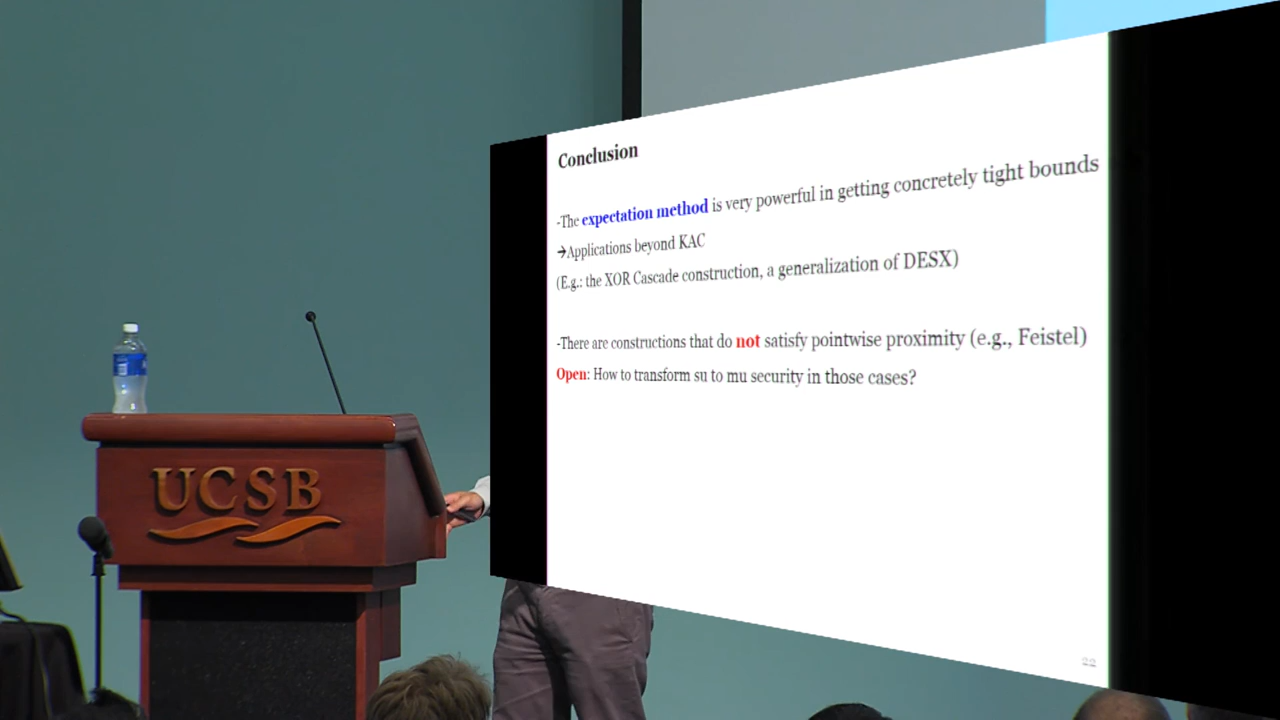 Conclusion
-The expectation method is very powerful in getting concretely tight bounds
→Applications beyond KAC
(E.g.: the XOR Cascade construction, a generalization of DESX)
-There are constructions that do not satisfy pointwise proximity (e.g., Feistel)
Open: How to transform su to mu security in those cases?
22
UCSB